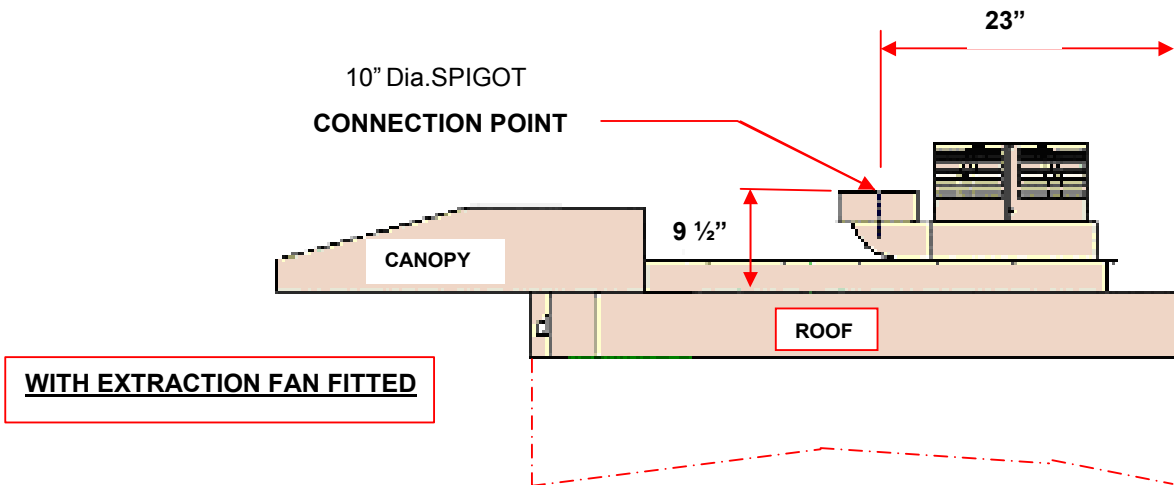 23”
10” Dia.SPIGOT
CONNECTION POINT
9 ½”
CANOPY
ROOF
WITH EXTRACTION FAN FITTED